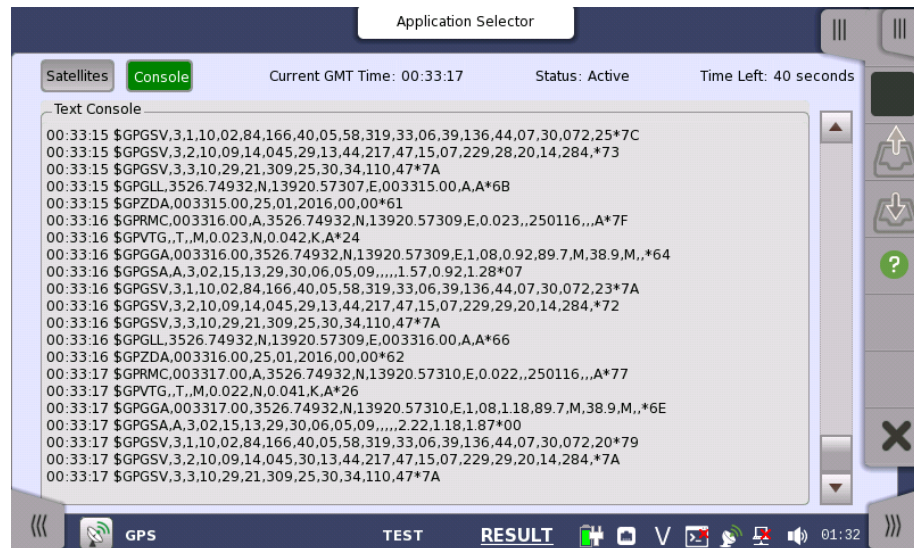 Application Selector
Satellites
Console
Current GMT Time: 00:33:17
Status: Active
Time Left: 40 seconds
Text Console
00:33:15 $GPGSV,3,1,10,02,84,166,40,05,58,319,33,06,39,136,44,07,30,072,25*7C
00:33:15 $GPGSV,3,2,10,09,14,045,29,13,44,217,47,15,07,229,28,20,14,284,*73
00:33:15 $GPGSV,3,3,10,29,21,309,25,30,34,110,47*7A
00:33:15 $GPGLL,3526.74932,N,13920.57307,E,003315.00,A,A*6B
00:33:15 $GPZDA,003315.00,25,01,2016,00,00*61
00:33:16 $GPRMC,003316.00,A,3526.74932,N,13920.57309,E,0.023,,250116,,,A*7F
00:33:16 $GPVTG,,T,,M,0.023,N,0.042,K,A*24
00:33:16 $GPGGA,003316.00,3526.74932,N,13920.57309,E,1,08,0.92,89.7,M,38.9,M,,*64
00:33:16 $GPGSA,A,3,02,15,13,29,30,06,05,09,,,,,1.57,0.92,1.28*07
00:33:16 $GPGSV,3,1,10,02,84,166,40,05,58,319,33,06,39,136,44,07,30,072,23*7A
00:33:16 $GPGSV,3,2,10,09,14,045,29,13,44,217,47,15,07,229,29,20,14,284,*72
00:33:16 $GPGSV,3,3,10,29,21,309,25,30,34,110,47*7A
00:33:16 $GPGLL,3526.74932,N,13920.57309,E,003316.00,A,A*66
00:33:16 $GPZDA,003316.00,25,01,2016,00,00*62
00:33:17 $GPRMC,003317.00,A,3526.74932,N,13920.57310,E,0.022,,250116,,,A*77
00:33:17 $GPVTG,,T,,M,0.022,N,0.041,K,A*26
00:33:17 $GPGGA,003317.00,3526.74932,N,13920.57310,E,1,08,1.18,89.7,M,38.9,M,,*6E
00:33:17 $GPGSA,A,3,02,15,13,29,30,06,05,09,,,,,2.22,1.18,1.87*00
00:33:17 $GPGSV,3,1,10,02,84,166,40,05,58,319,33,06,39,136,44,07,30,072,20*79
00:33:17 $GPGSV,3,2,10,09,14,045,30,13,44,217,47,15,07,229,29,20,14,284,*7A
00:33:17 $GPGSV,3,3,10,29,21,309,25,30,34,110,47*7A
GPS
TEST
RESULT
V
01:32